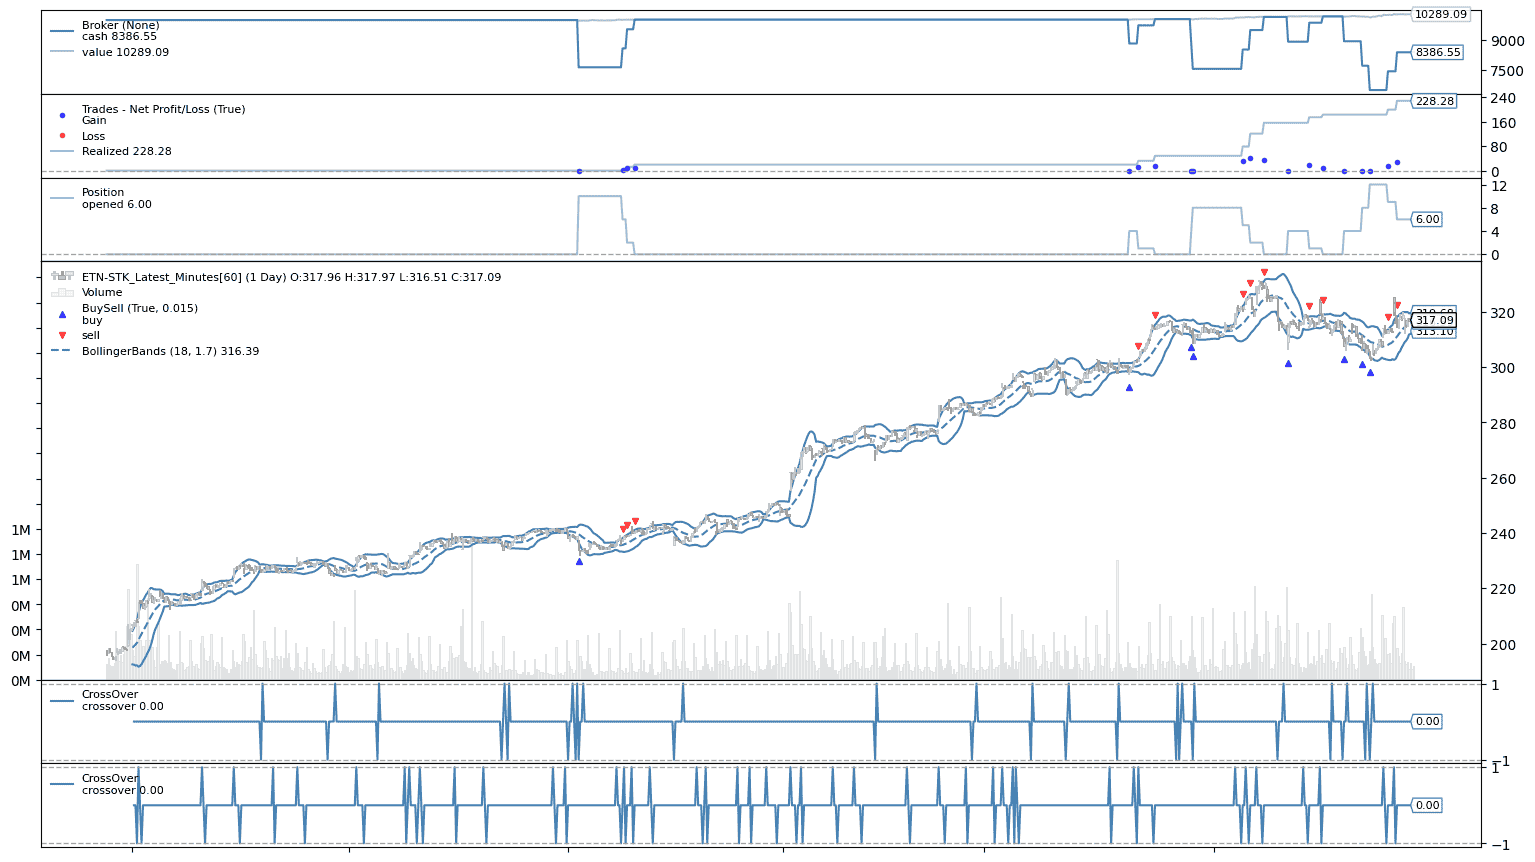 Broker (None)
cash 8386.55
value 10289.09
10289.09
9000
8386.55
7500
Trades - Net Profit/Loss (True)
Gain
Loss
Realized 228.28
240
228.28
160
80
0
Position
opened 6.00
12
8
6.00
4
0
ETN-STK_Latest_Minutes[60] (1 Day) O:317.96 H:317.97 L:316.51 C:317.09
Volume
BuySell (True, 0.015)
buy
sell
BollingerBands (18, 1.7) 316.39
320
317.09
313.10
300
280
260
240
220
200
1M
1M
1M
0M
0M
0M
0M
CrossOver
crossover 0.00
1
0.00
−1
CrossOver
crossover 0.00
1
0.00
−1